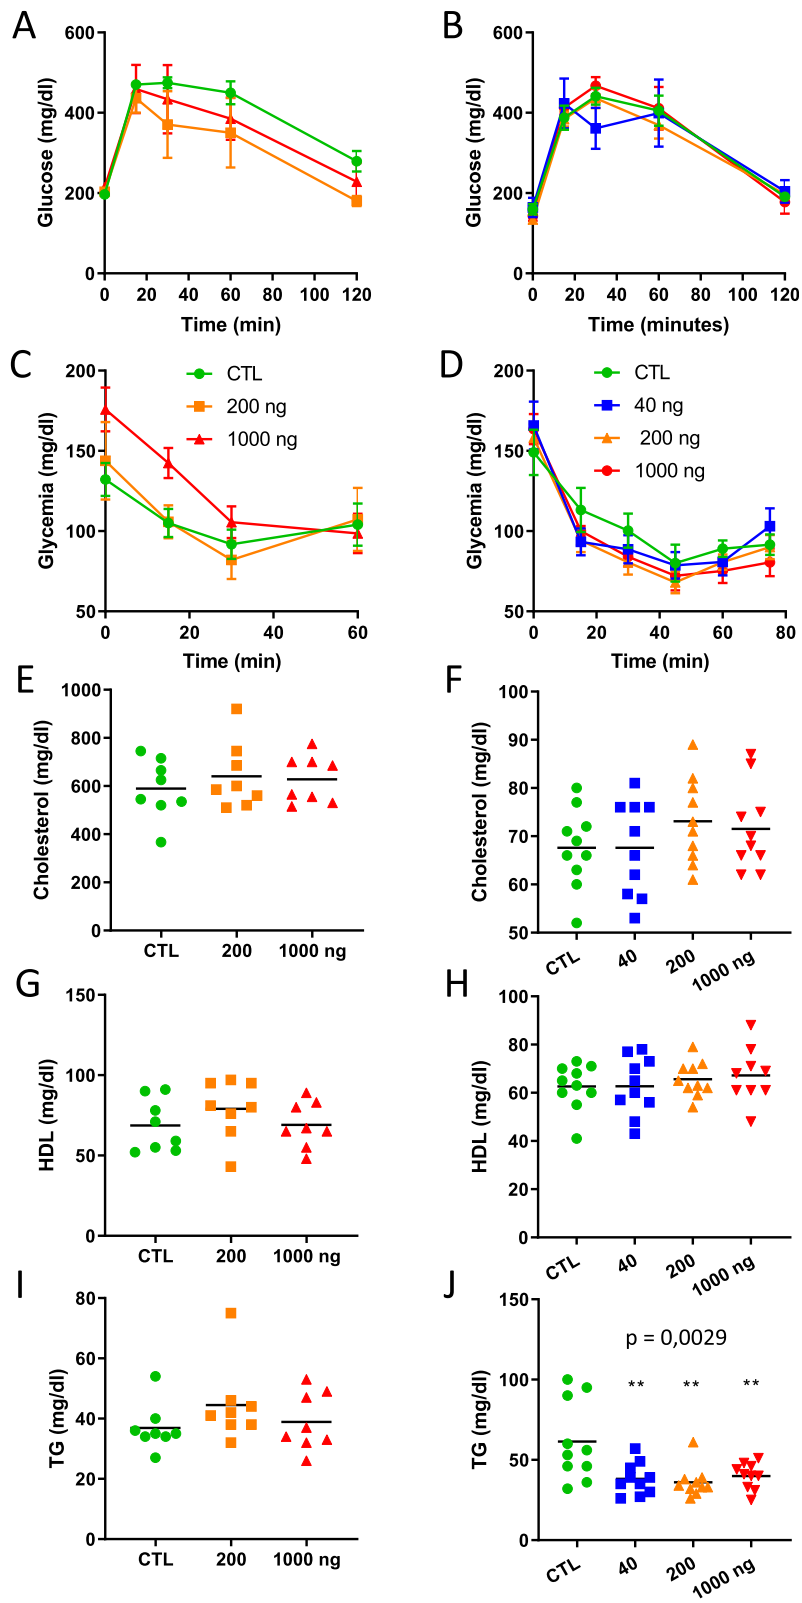 A
600
400
200
0
Glucose (mg/dl)
0 20 40 60 80 100 120
Time (min)
B
600
400
200
0
Glucose (mg/dl)
0 20 40 60 80 100 120
Time (minutes)
C
200
150
100
50
Glycemia (mg/dl)
CTL
200 ng
1000 ng
0 20 40 60
Time (min)
D
200
150
100
50
Glycemia (mg/dl)
CTL
40 ng
200 ng
1000 ng
0 20 40 60 80
Time (min)
E
1000
800
600
400
200
0
Cholesterol (mg/dl)
CTL 200 1000 ng
F
100
90
80
70
60
50
Cholesterol (mg/dl)
CTL 40 200 1000 ng
G
150
100
50
0
HDL (mg/dl)
CTL 200 1000 ng
H
100
80
60
40
20
0
HDL (mg/dl)
CTL 40 200 1000 ng
I
80
60
40
20
0
TG (mg/dl)
CTL 200 1000 ng
J
150
100
50
0
TG (mg/dl)
p = 0,0029
** ** **
CTL 40 200 1000 ng